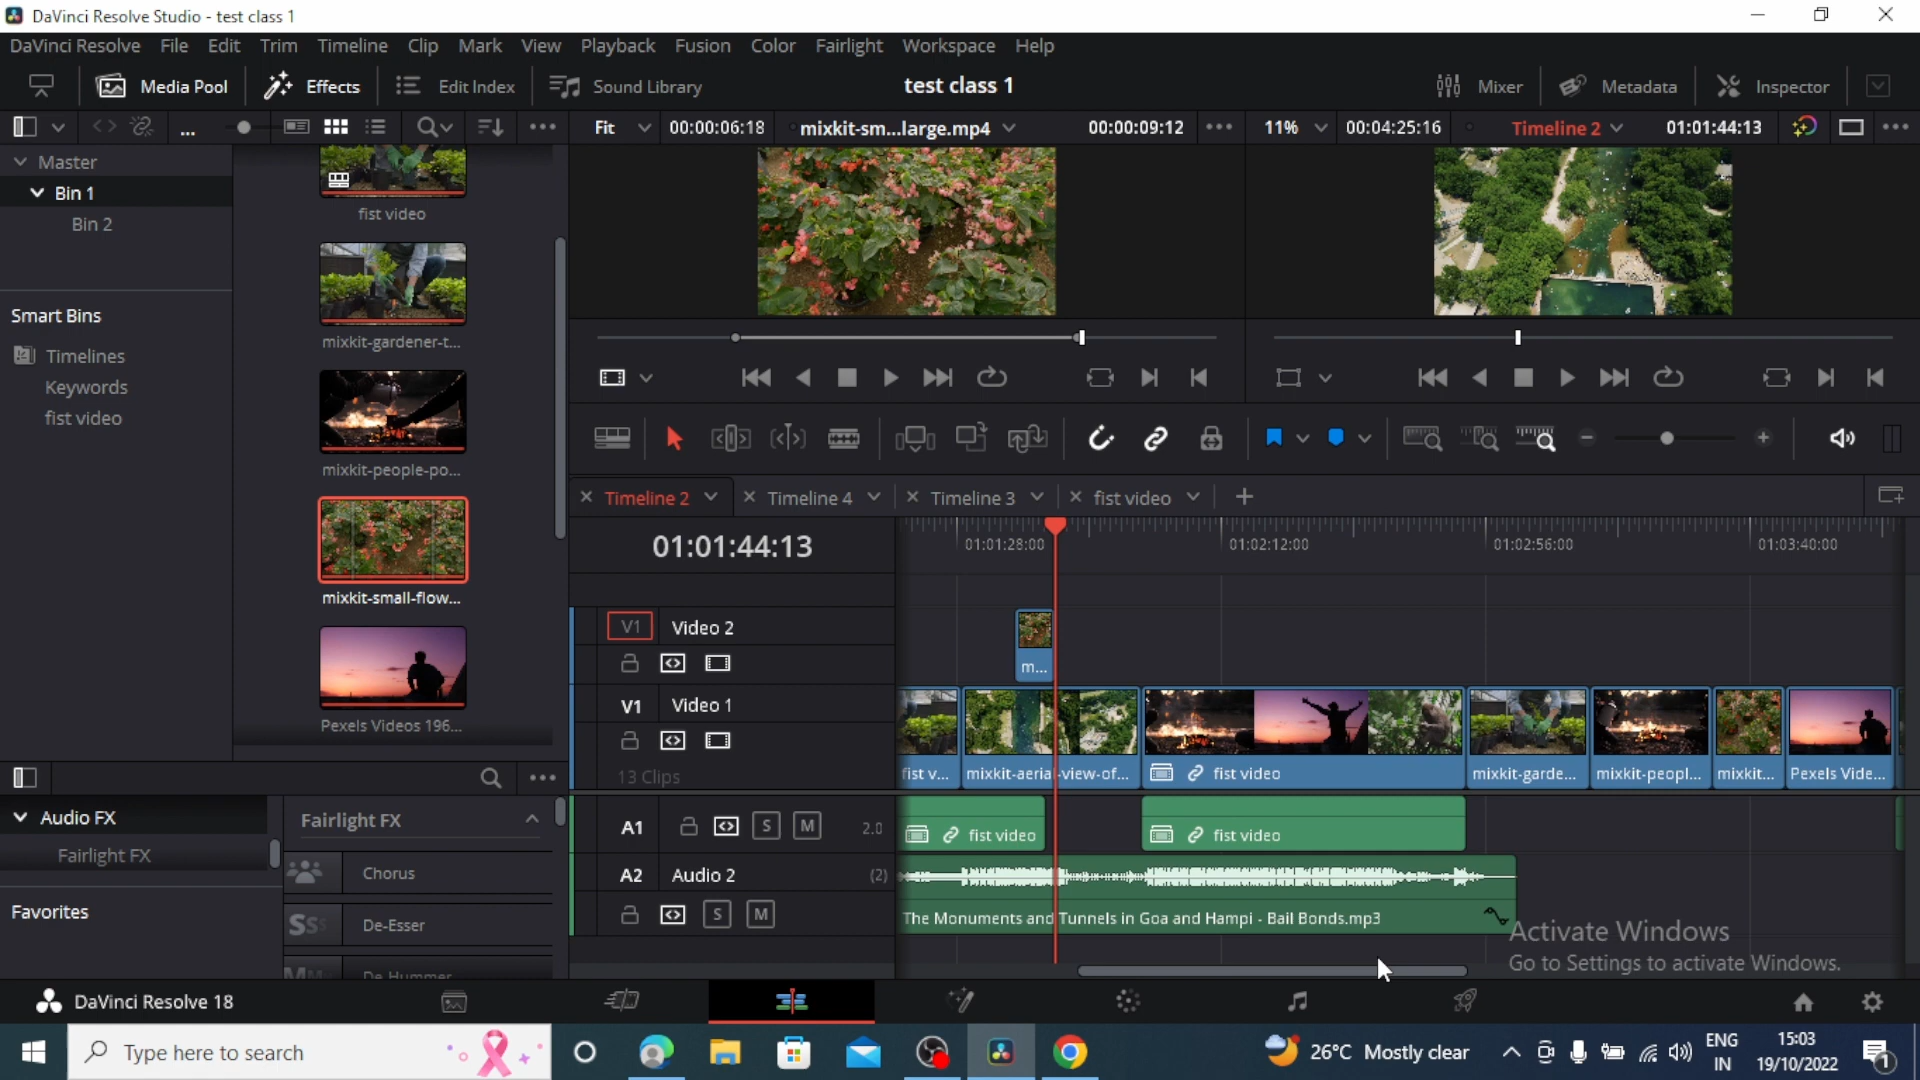 DaVinci Resolve Studio - test class 1
DaVinci Resolve File Edit Trim Timeline Clip Mark View Playback Fusion Color Fairlight Workspace Help
Media Pool Effects Edit Index Sound Library test class 1 Mixer Metadata Inspector
... Fit 00:00:06:18 mixkit-sm...large.mp4 00:00:09:12 11% 00:04:25:16 Timeline 2 01:01:44:13
Master
Bin 1
Bin 2
Smart Bins
Timelines
Keywords
fist video
fist video
mixkit-gardener-t...
mixkit-people-po...
mixkit-small-flow...
Pexels Videos 196...
Timeline 2 Timeline 4 Timeline 3 fist video
01:01:44:13
01:01:28:00 01:02:12:00 01:02:56:00 01:03:40:00
V1 Video 2
m...
V1 Video 1
13 Clips
fist v... mixkit-aerial-view-of... fist video mixkit-garde... mixkit-peopl... mixkit... Pexels Vide...
A1 S M 2.0
fist video fist video
A2 Audio 2 (2)
S M
The Monuments and Tunnels in Goa and Hampi - Bail Bonds.mp3
Audio FX
Fairlight FX
Favorites
Fairlight FX
Chorus
De-Esser
De-Hummer
Activate Windows
Go to Settings to activate Windows.
DaVinci Resolve 18
Type here to search
26°C Mostly clear
ENG
IN
15:03
19/10/2022
1